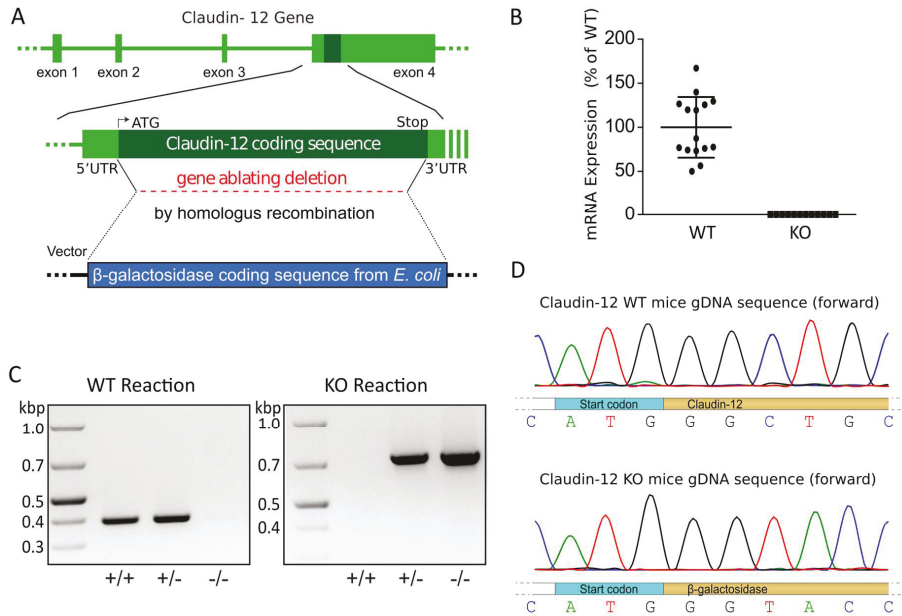 A
Claudin- 12 Gene
exon 1 exon 2 exon 3 exon 4
ATG Stop
Claudin-12 coding sequence
5'UTR 3'UTR
gene ablating deletion
by homologus recombination
Vector
β-galactosidase coding sequence from E. coli
B
mRNA Expression (% of WT)
200
150
100
50
0
WT KO
C
WT Reaction KO Reaction
kbp
1.0
0.7
0.5
0.4
0.3
+/+ +/- -/-
kbp
1.0
0.7
0.5
0.4
+/+ +/- -/-
D
Claudin-12 WT mice gDNA sequence (forward)
Start codon Claudin-12
C A T G G G C T G C
Claudin-12 KO mice gDNA sequence (forward)
Start codon β-galactosidase
C A T G G G T A C C